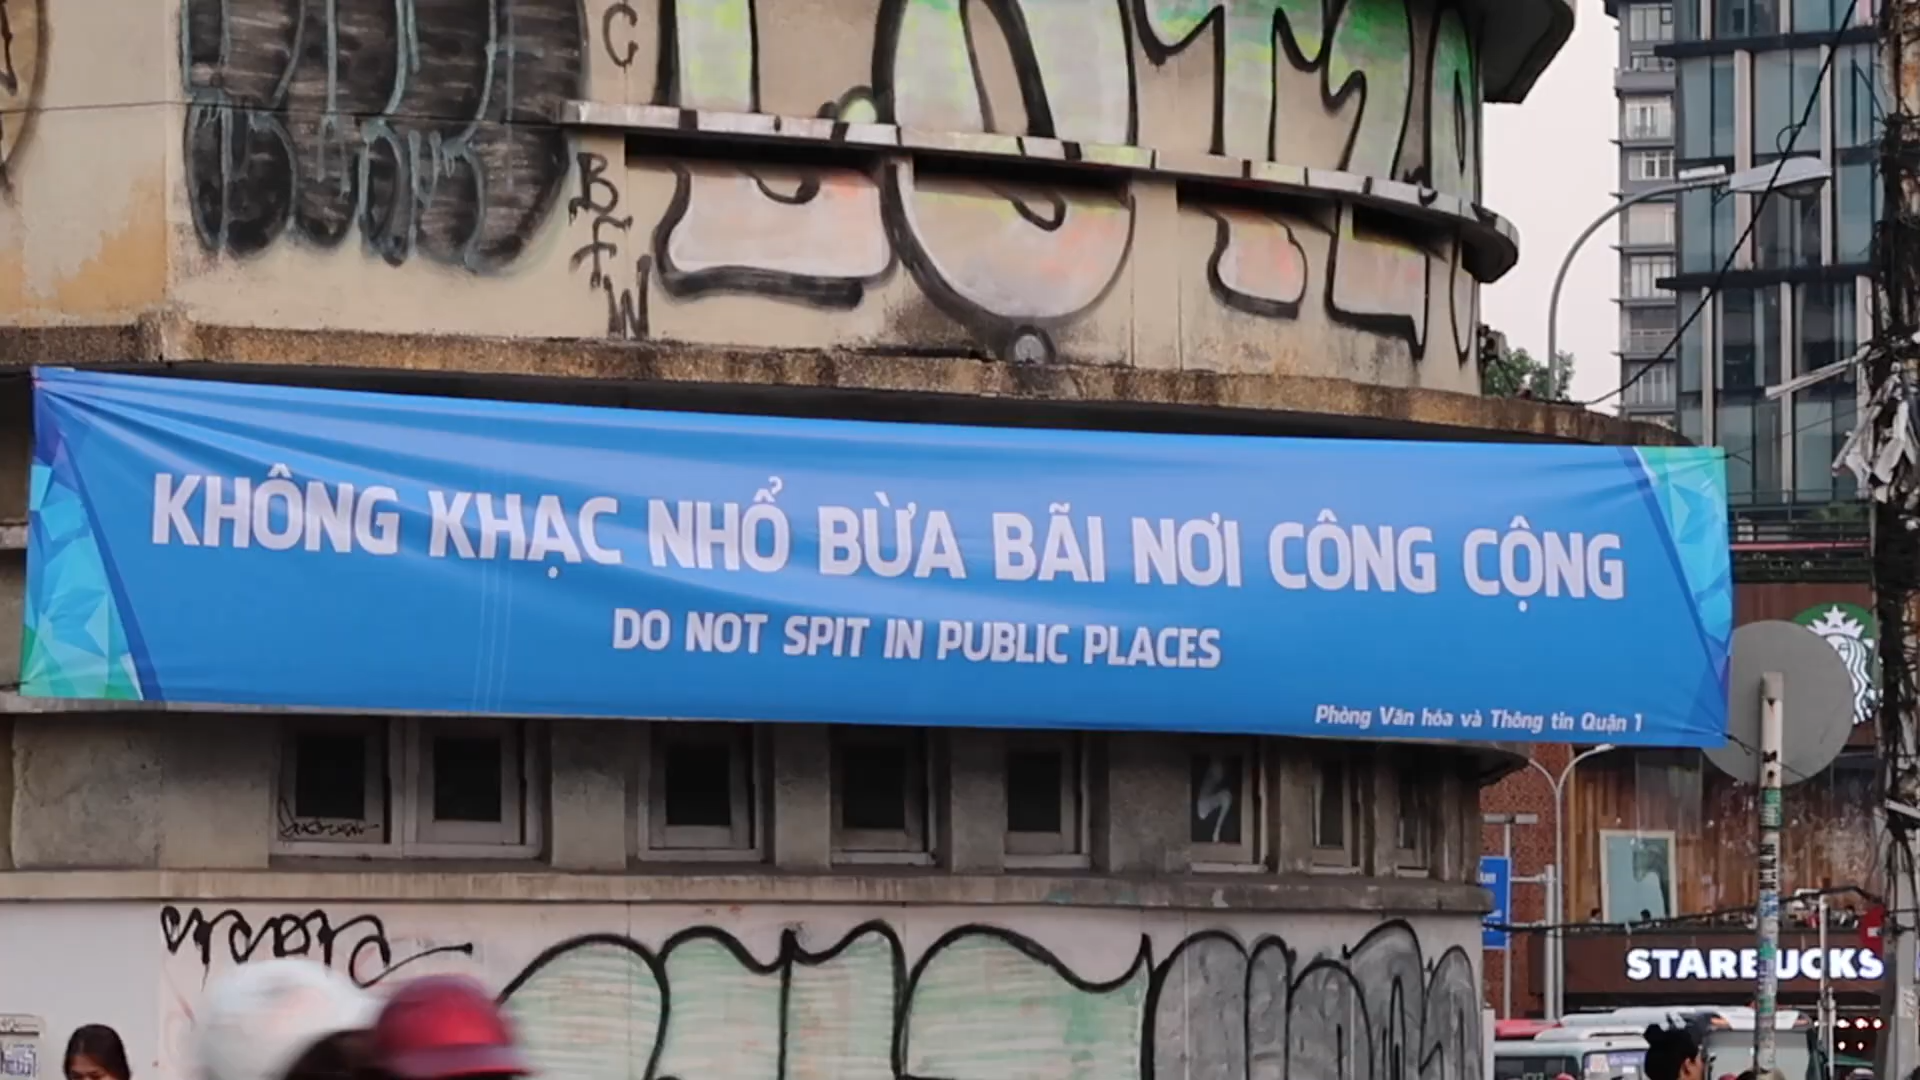 C
B
F
W
KHÔNG KHẠC NHỔ BỪA BÃI NƠI CÔNG CỘNG
DO NOT SPIT IN PUBLIC PLACES
Phòng Văn hóa và Thông tin Quận 1
STARBUCKS